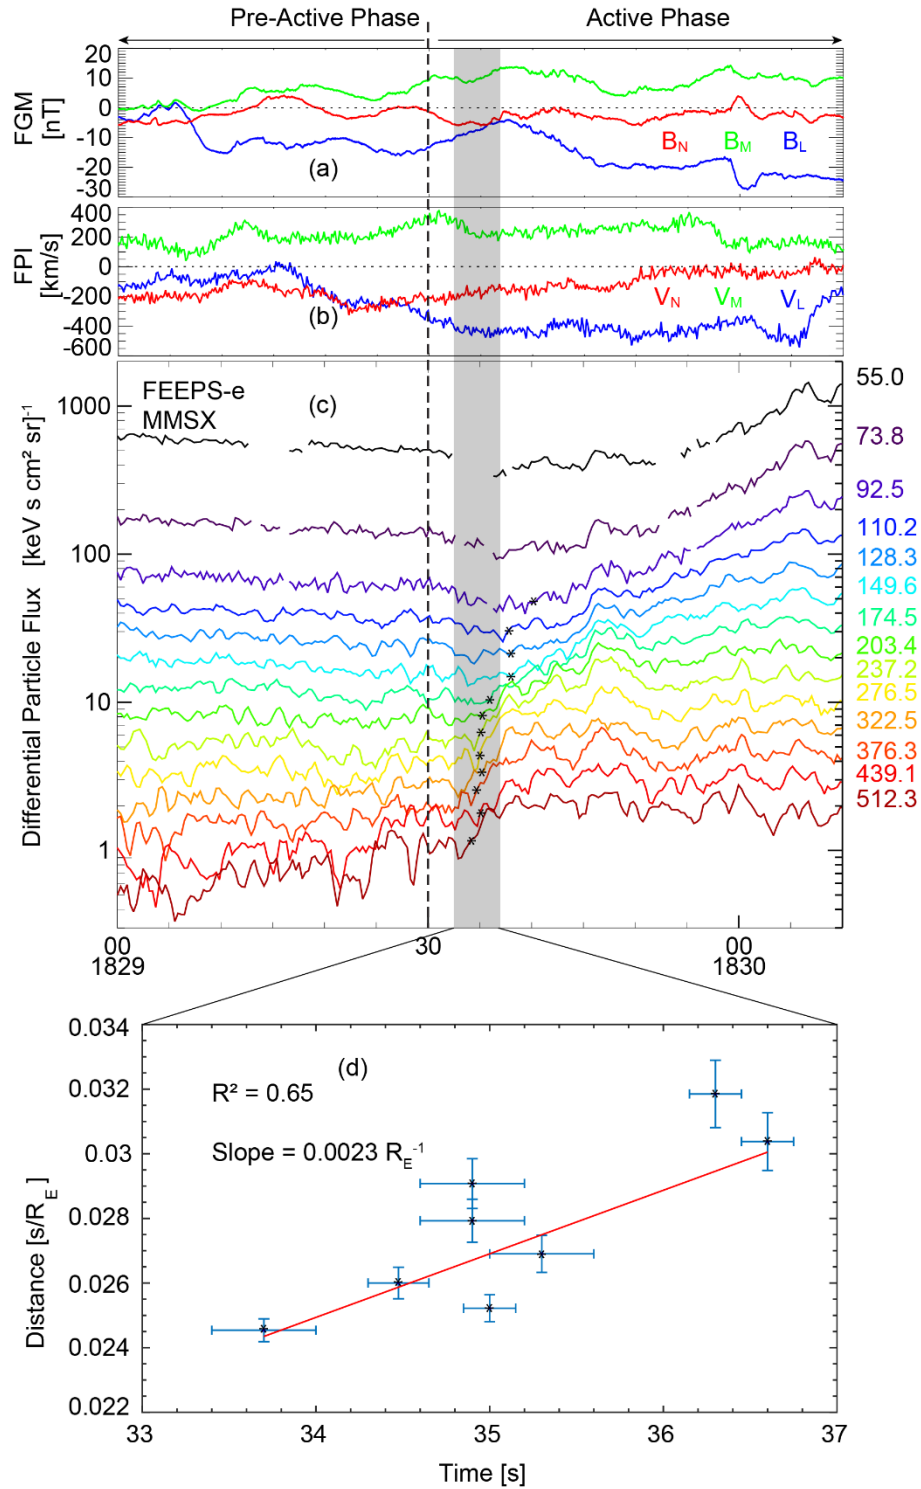 Pre-Active Phase Active Phase
20
10
0
-10
-20
-30
FGM
[nT]
(a)
B_N B_M B_L
400
200
0
-200
-400
-600
FPI
[km/s]
(b)
V_N V_M V_L
FEEPS-e
MMSX
(c)
1000
100
10
1
Differential Particle Flux [keV s cm² sr]⁻¹
55.0
73.8
92.5
110.2
128.3
149.6
174.5
203.4
237.2
276.5
322.5
376.3
439.1
512.3
00 30 00
1829 1830
0.034
0.032
0.03
0.028
0.026
0.024
0.022
Distance [s/R_E]
(d)
R² = 0.65
Slope = 0.0023 R_E⁻¹
33 34 35 36 37
Time [s]